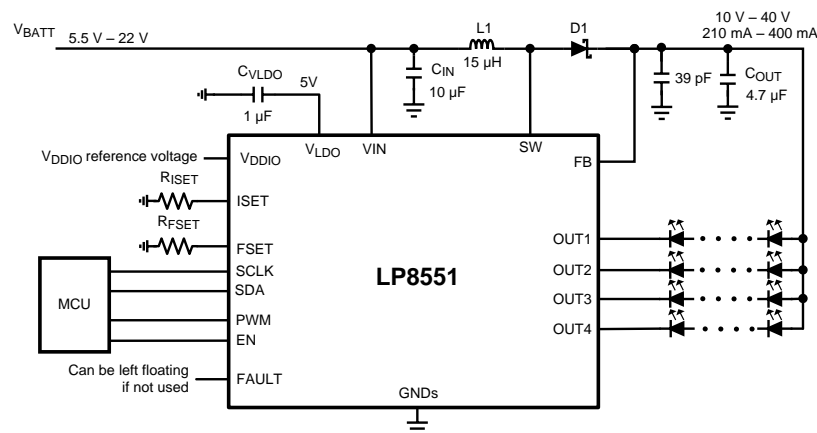 VBATT
5.5 V – 22 V
L1
15 μH
D1
10 V – 40 V
210 mA – 400 mA
CVLDO
1 μF
5V
CIN
10 μF
39 pF
COUT
4.7 μF
VDDIO reference voltage
VDDIO
VLDO
VIN
SW
FB
RISET
ISET
RFSET
FSET
MCU
SCLK
SDA
PWM
EN
Can be left floating
if not used
FAULT
LP8551
OUT1
OUT2
OUT3
OUT4
GNDs